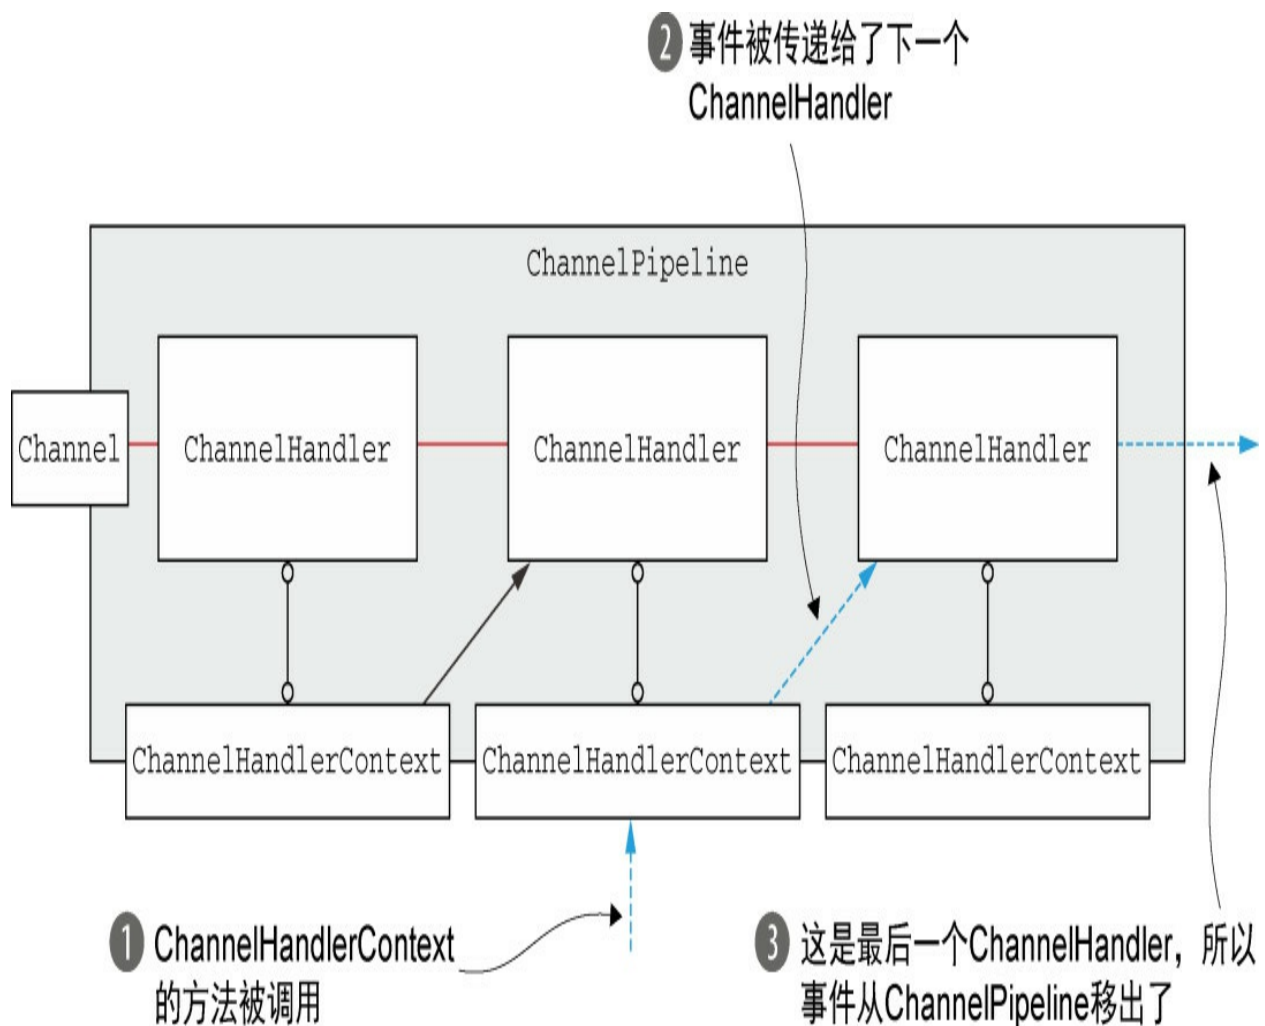 2 事件被传递给了下一个
ChannelHandler
ChannelPipeline
Channel
ChannelHandler
ChannelHandler
ChannelHandler
ChannelHandlerContext
ChannelHandlerContext
ChannelHandlerContext
1 ChannelHandlerContext
的方法被调用
3 这是最后一个ChannelHandler，所以
事件从ChannelPipeline移出了